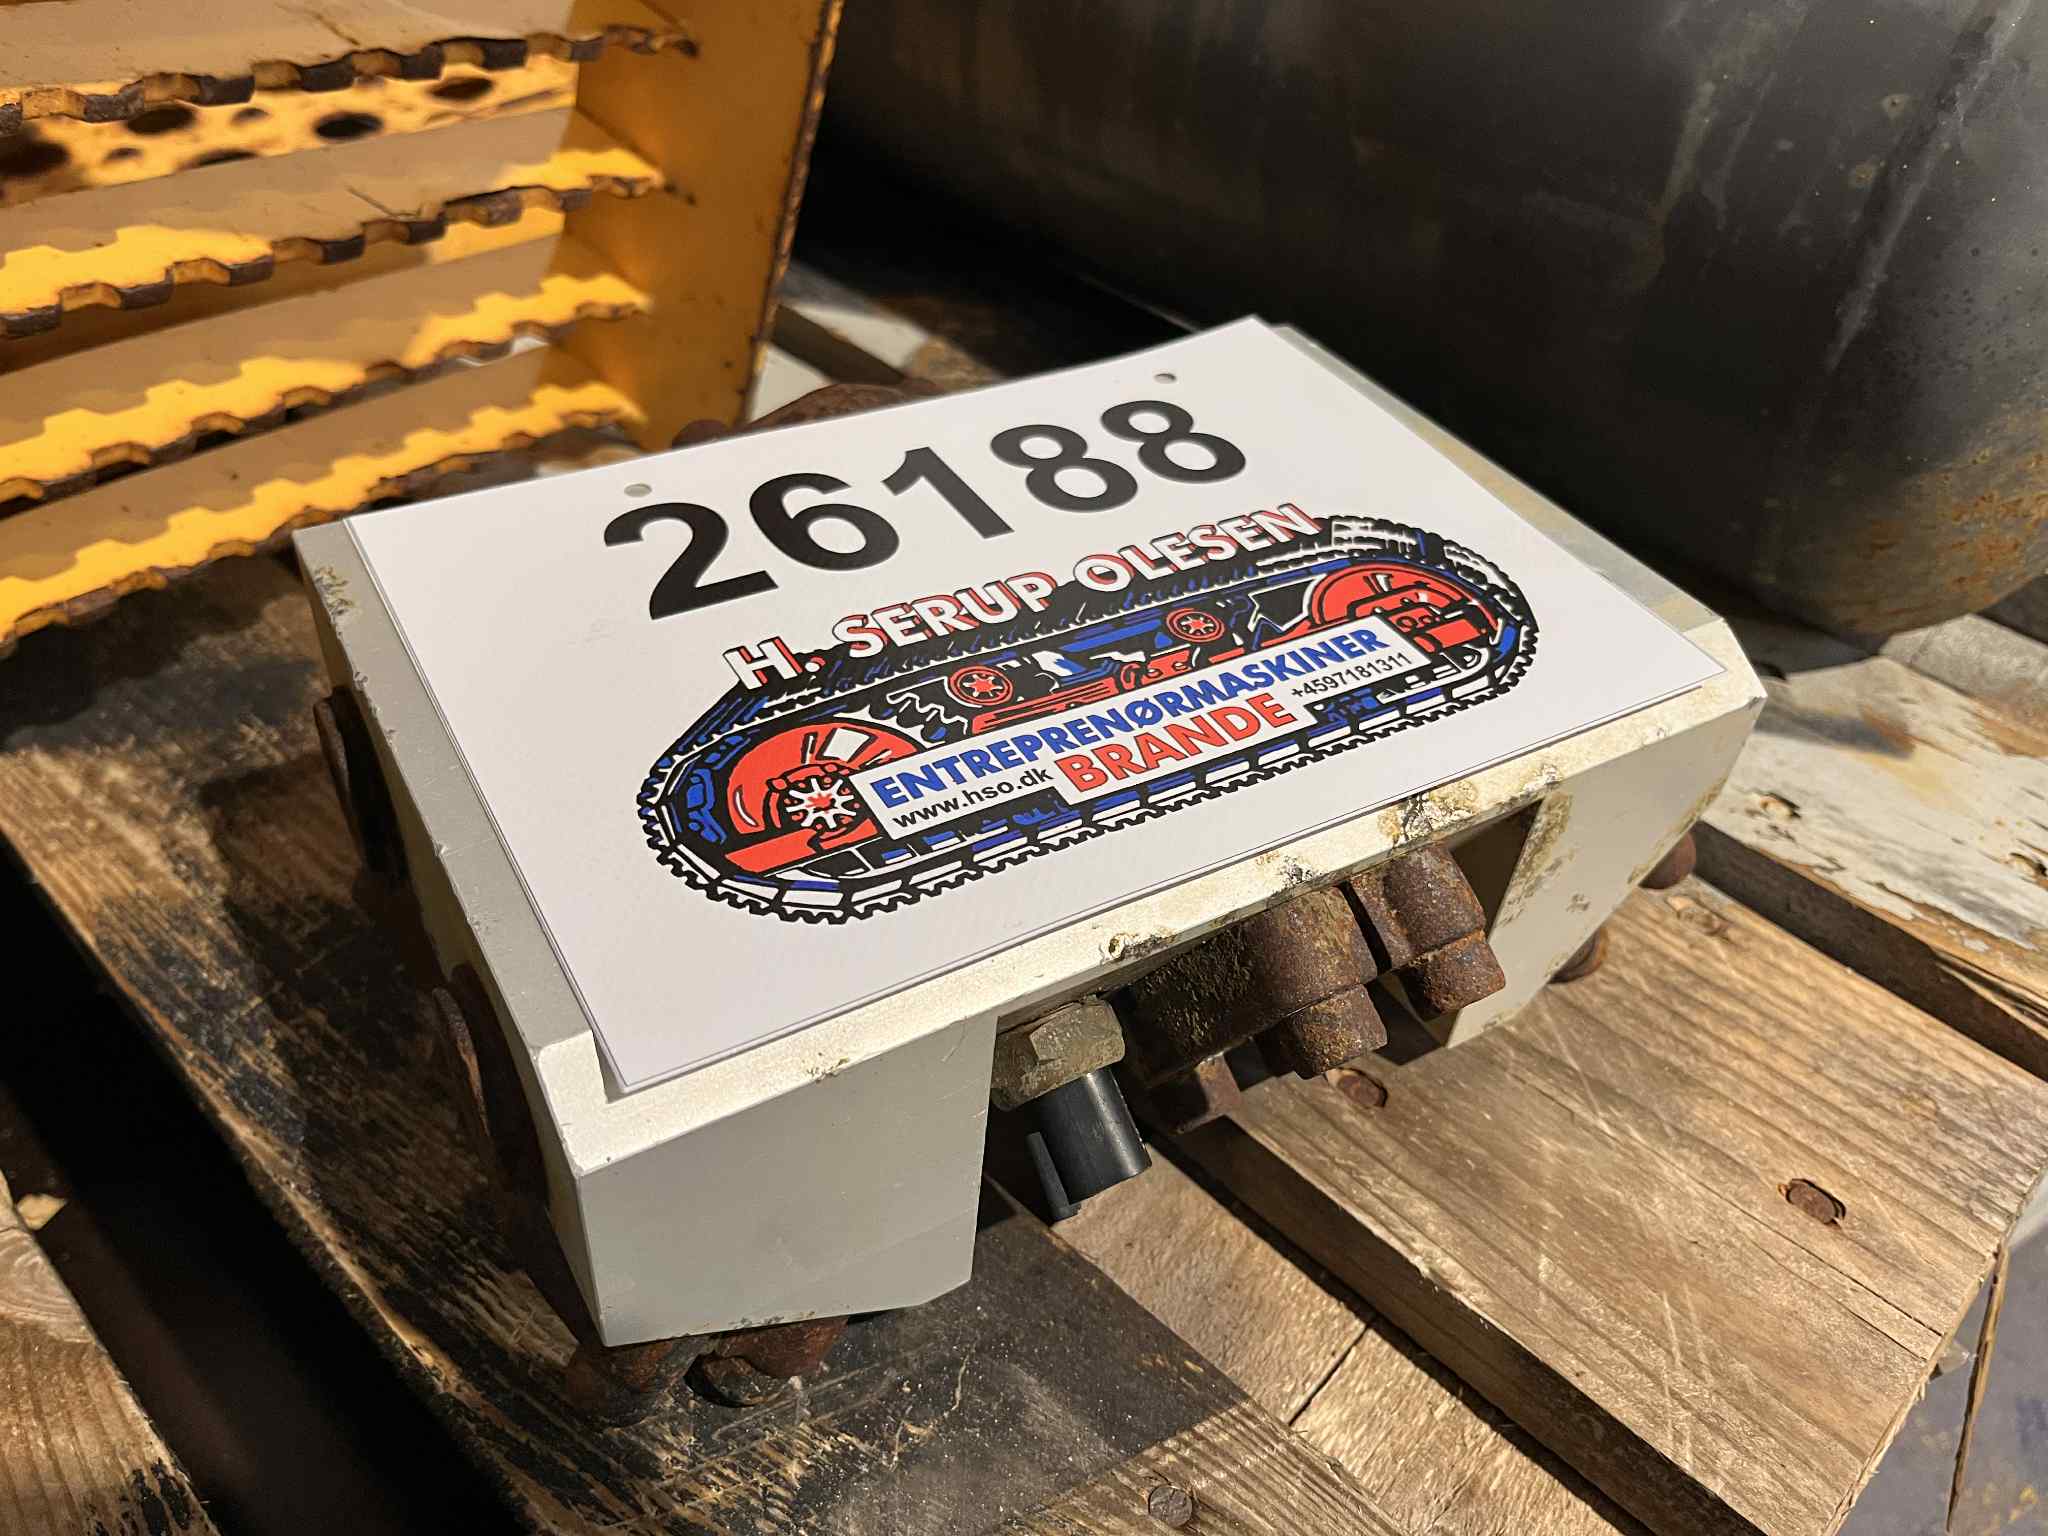 26188
H. SERUP OLESEN
ENTREPRENØRMASKINER
www.hso.dk BRANDE +4597181311